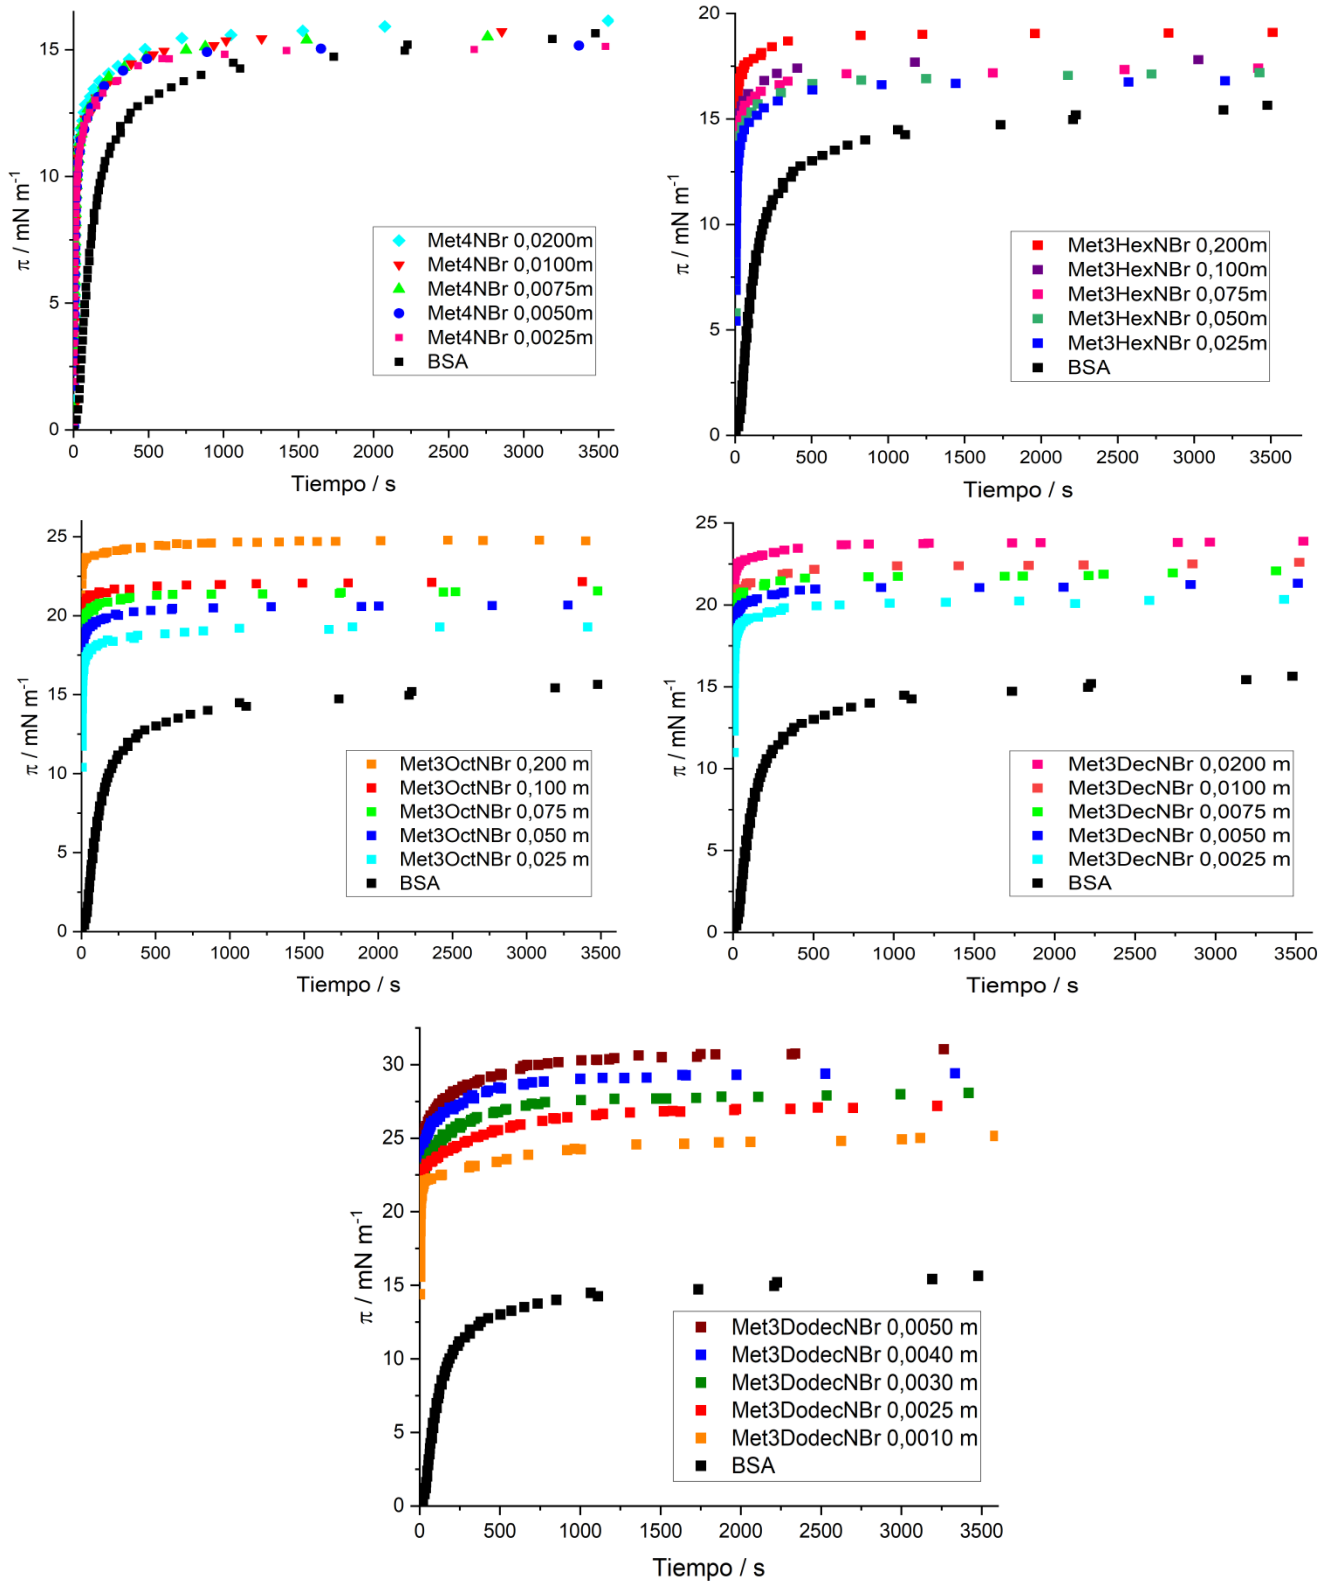 15
10
5
0
π / mN m⁻¹
Met4NBr 0,0200m
Met4NBr 0,0100m
Met4NBr 0,0075m
Met4NBr 0,0050m
Met4NBr 0,0025m
BSA
0 500 1000 1500 2000 2500 3000 3500
Tiempo / s
20
15
10
5
0
π / mN m⁻¹
Met3HexNBr 0,200m
Met3HexNBr 0,100m
Met3HexNBr 0,075m
Met3HexNBr 0,050m
Met3HexNBr 0,025m
BSA
0 500 1000 1500 2000 2500 3000 3500
Tiempo / s
25
20
15
10
5
0
π / mN m⁻¹
Met3OctNBr 0,200 m
Met3OctNBr 0,100 m
Met3OctNBr 0,075 m
Met3OctNBr 0,050 m
Met3OctNBr 0,025 m
BSA
0 500 1000 1500 2000 2500 3000 3500
Tiempo / s
25
20
15
10
5
0
π / mN m⁻¹
Met3DecNBr 0,0200 m
Met3DecNBr 0,0100 m
Met3DecNBr 0,0075 m
Met3DecNBr 0,0050 m
Met3DecNBr 0,0025 m
BSA
0 500 1000 1500 2000 2500 3000 3500
Tiempo / s
30
25
20
15
10
5
0
π / mN m⁻¹
Met3DodecNBr 0,0050 m
Met3DodecNBr 0,0040 m
Met3DodecNBr 0,0030 m
Met3DodecNBr 0,0025 m
Met3DodecNBr 0,0010 m
BSA
0 500 1000 1500 2000 2500 3000 3500
Tiempo / s